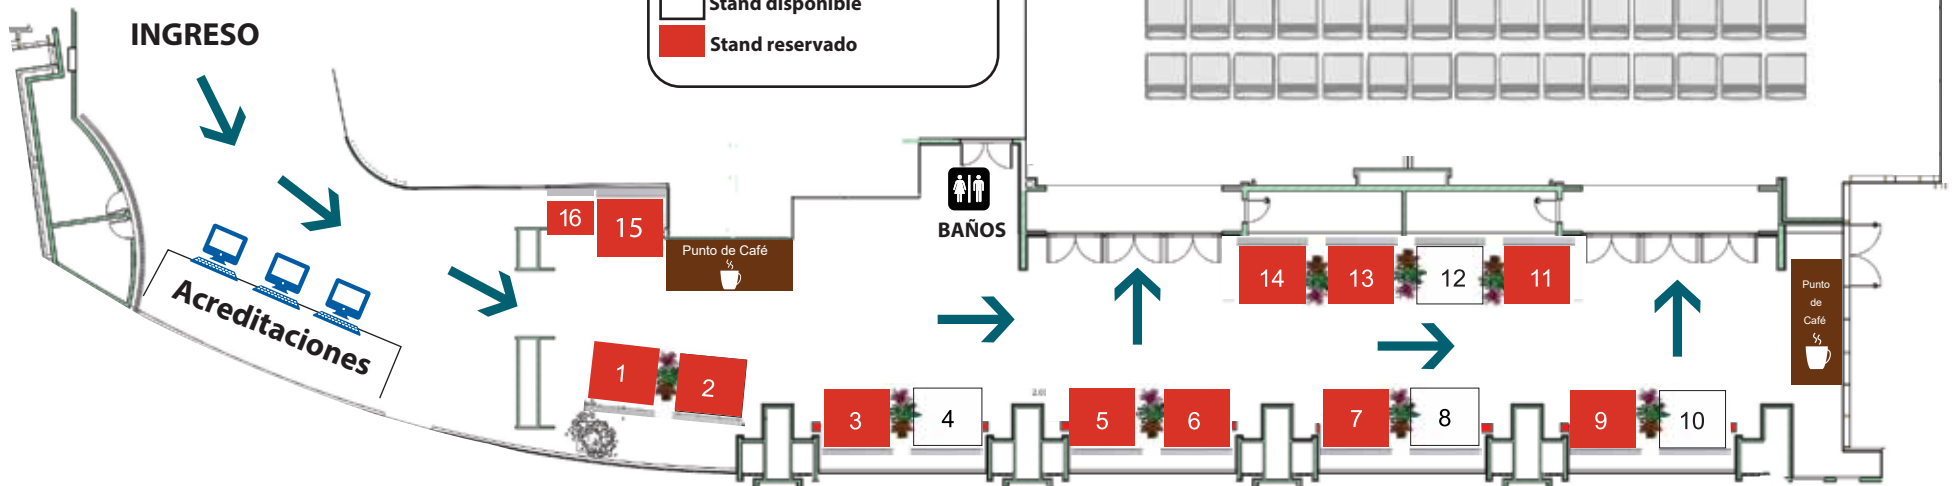 INGRESO
Stand disponible
Stand reservado
16
15
Punto de Café
BAÑOS
14
13
12
11
Punto
de
Café
Acreditaciones
1
2
3
4
5
6
7
8
9
10